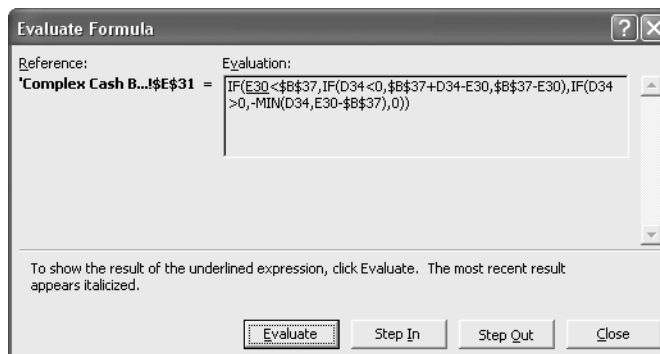 Evaluate Formula
Reference:
Evaluation:
'Complex Cash B...!$E$31 =
IF(E30<$B$37,IF(D34<0,$B$37+D34-E30,$B$37-E30),IF(D34
>0,-MIN(D34,E30-$B$37),0))
To show the result of the underlined expression, click Evaluate. The most recent result
appears italicized.
Evaluate
Step In
Step Out
Close